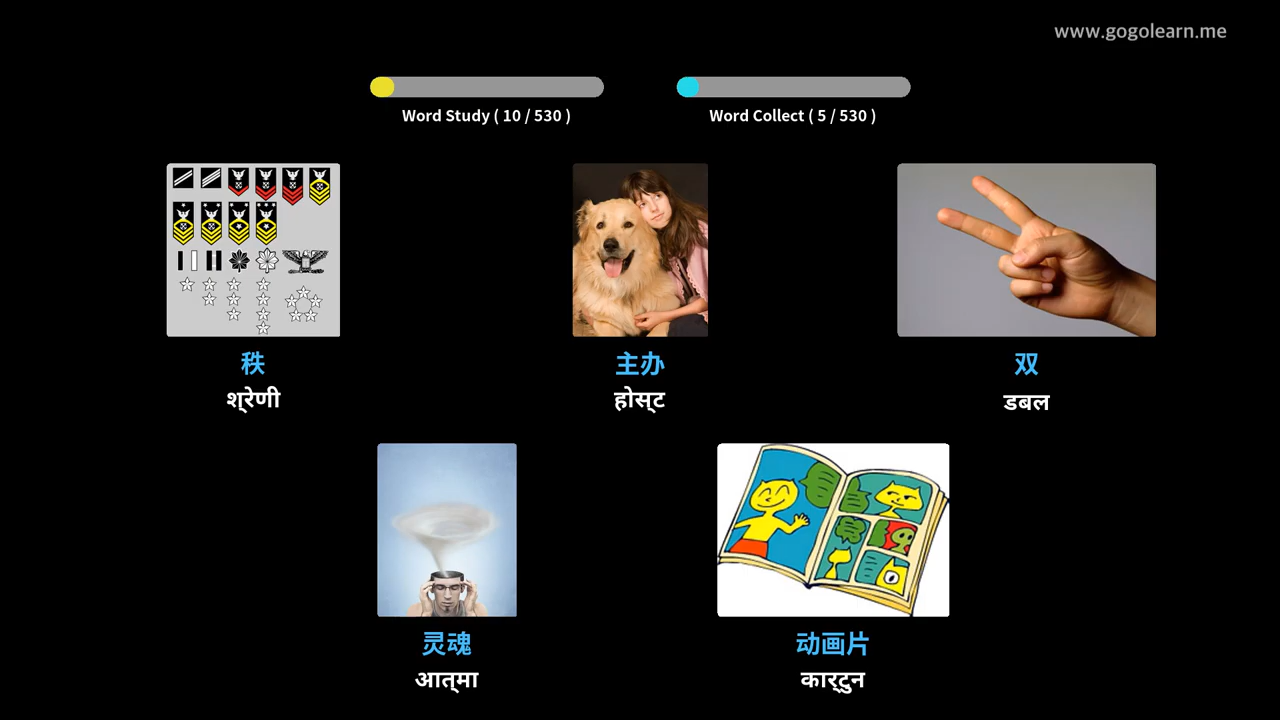 www.gogolearn.me
Word Study ( 10 / 530 )
Word Collect ( 5 / 530 )
秩
श्रेणी
主办
होस्ट
双
डबल
灵魂
आत्मा
动画片
कार्टुन